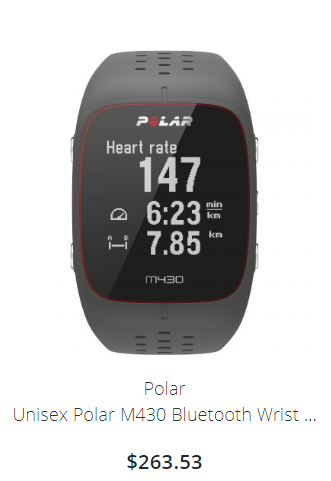 POLAR
Heart rate
147
6:23 min/km
A B 7.85 km
M430
Polar
Unisex Polar M430 Bluetooth Wrist ...
$263.53